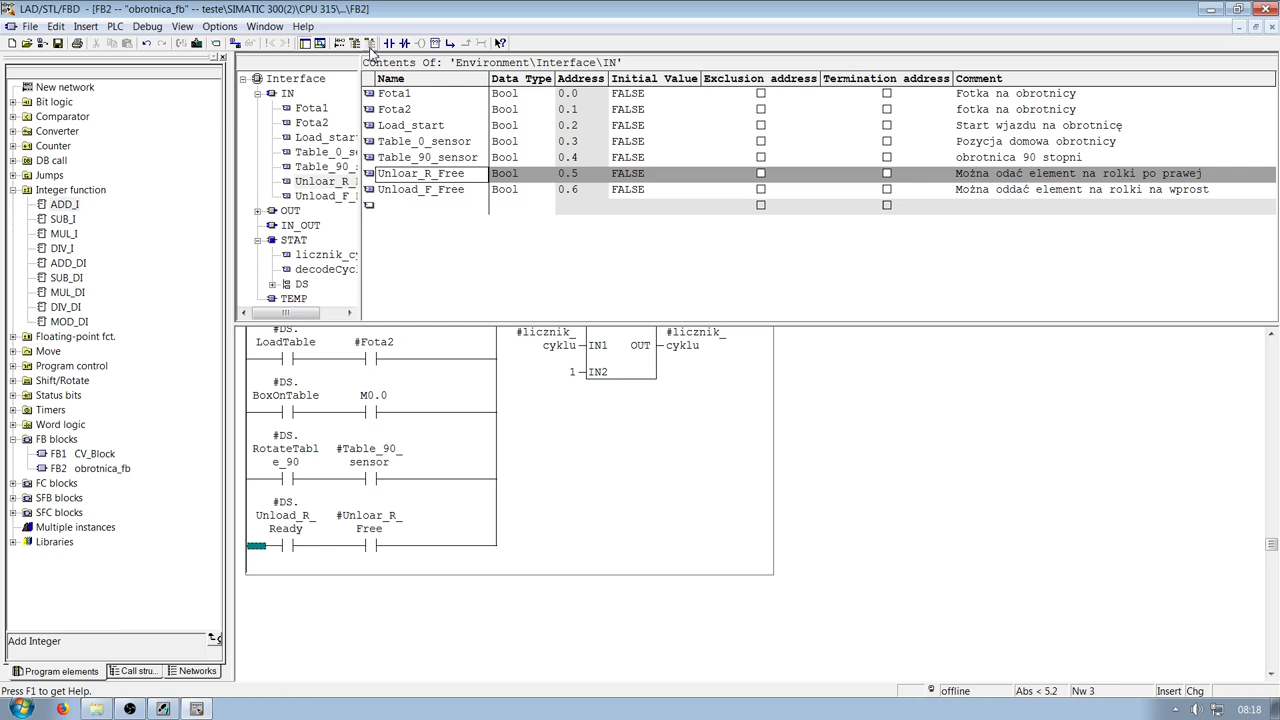 LAD/STL/FBD - [FB2 -- "obrotnica_fb" -- teste\SIMATIC 300(2)\CPU 315\...\FB2]
File Edit Insert PLC Debug View Options Window Help
Contents Of: 'Environment\Interface\IN'
Name Data Type Address Initial Value Exclusion address Termination address Comment
Fota1 Bool 0.0 FALSE Fotka na obrotnicy
Fota2 Bool 0.1 FALSE fotka na obrotnicy
Load_start Bool 0.2 FALSE Start wjazdu na obrotnicę
Table_0_sensor Bool 0.3 FALSE Pozycja domowa obrotnicy
Table_90_sensor Bool 0.4 FALSE obrotnica 90 stopni
Unloar_R_Free Bool 0.5 FALSE Można odać element na rolki po prawej
Unload_F_Free Bool 0.6 FALSE Można oddać element na rolki na wprost
Interface
IN
Fota1
Fota2
Load_star
Table_0_se
Table_90_s
Unloar_R_F
Unload_F_F
OUT
IN_OUT
STAT
licznik_cy
decodeCyc
DS
TEMP
New network
Bit logic
Comparator
Converter
Counter
DB call
Jumps
Integer function
ADD_I
SUB_I
MUL_I
DIV_I
ADD_DI
SUB_DI
MUL_DI
DIV_DI
MOD_DI
Floating-point fct.
Move
Program control
Shift/Rotate
Status bits
Timers
Word logic
FB blocks
FB1 CV_Block
FB2 obrotnica_fb
FC blocks
SFB blocks
SFC blocks
Multiple instances
Libraries
Add Integer
Program elements Call stru... Networks
#DS.
LoadTable #Fota2
#DS.
BoxOnTable M0.0
#DS.
RotateTabl #Table_90_
e_90 sensor
#DS.
Unload_R_ #Unloar_R_
Ready Free
#licznik_ #licznik_
cyklu IN1 OUT cyklu
1 IN2
Press F1 to get Help. offline Abs < 5.2 Nw 3 Insert Chg
08:18